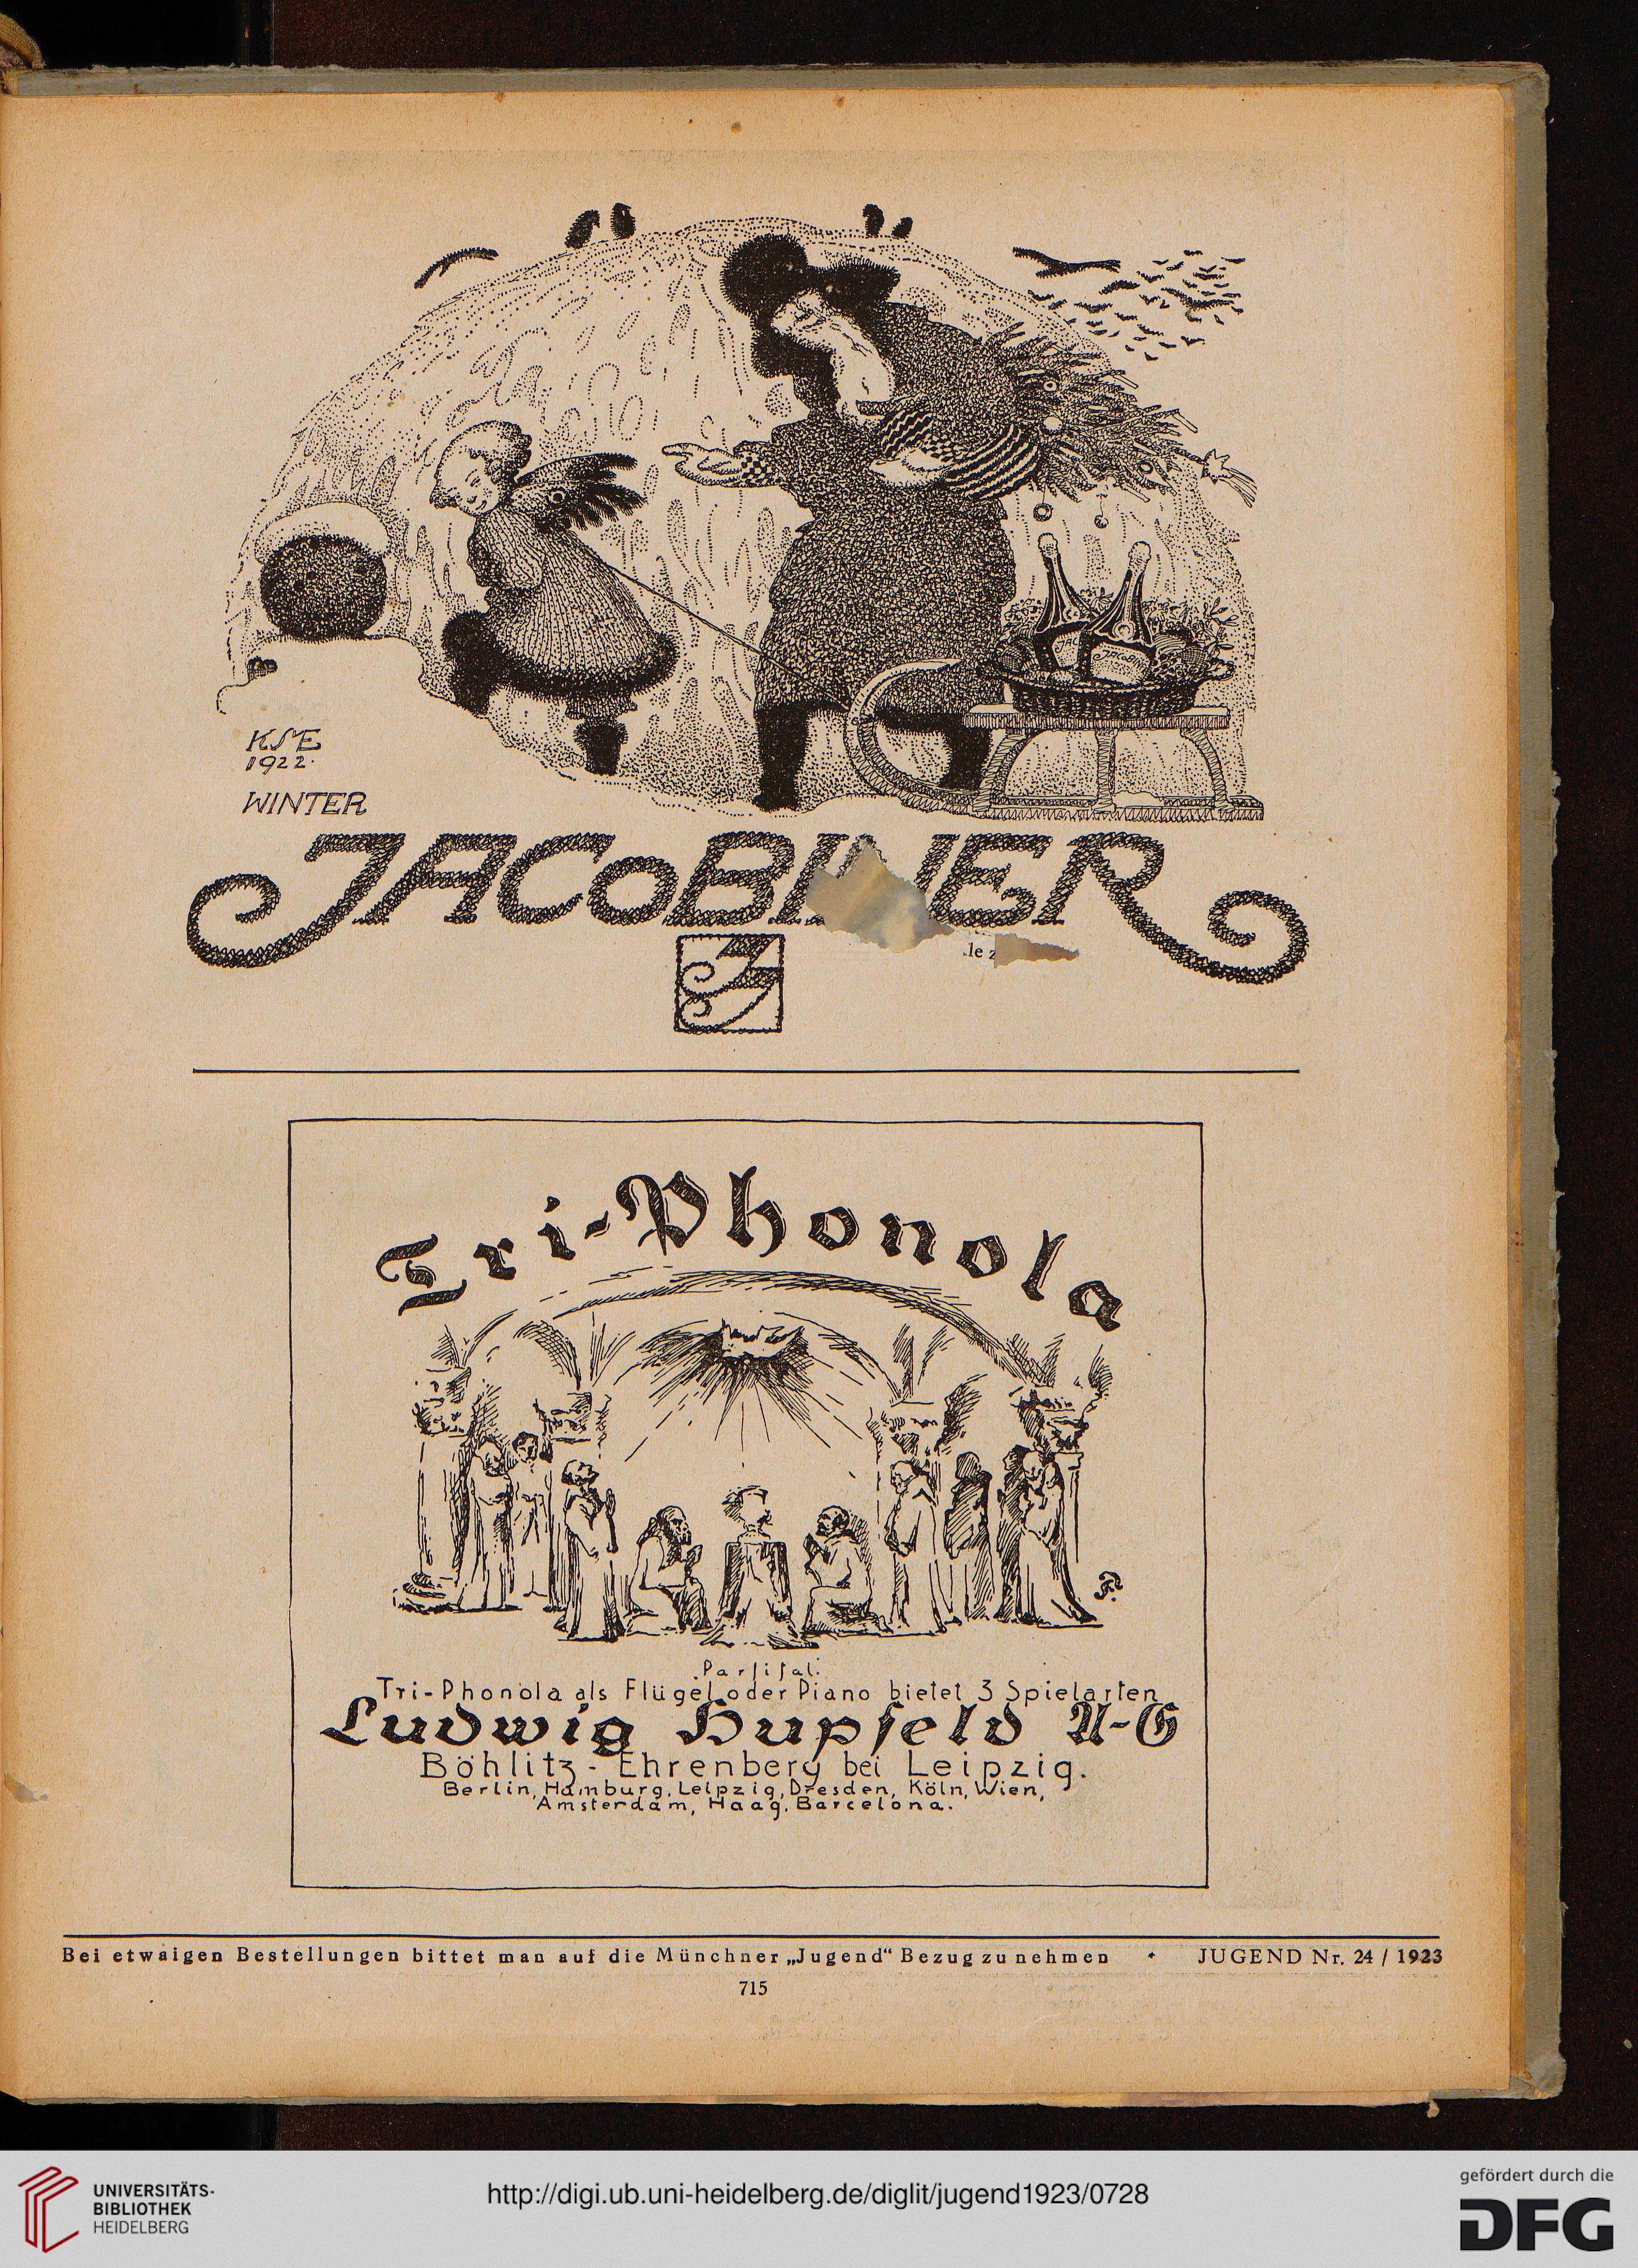 KSE
1922.
WINTER
JACOBINER
le z
Tri-Phonola
Parsifal.
Tri-Phonola als Flügel oder Piano bietet 3 Spielarten
Ludwig Hupfeld A-G
Böhlitz-Ehrenberg bei Leipzig.
Berlin, Hamburg, Leipzig, Dresden, Köln, Wien,
Amsterdam, Haag, Barcelona.
Bei etwaigen Bestellungen bittet man auf die Münchner „Jugend“ Bezug zu nehmen * JUGEND Nr. 24 / 1923
715
UNIVERSITÄTS-
BIBLIOTHEK
HEIDELBERG
http://digi.ub.uni-heidelberg.de/diglit/jugend1923/0728
gefördert durch die
DFG